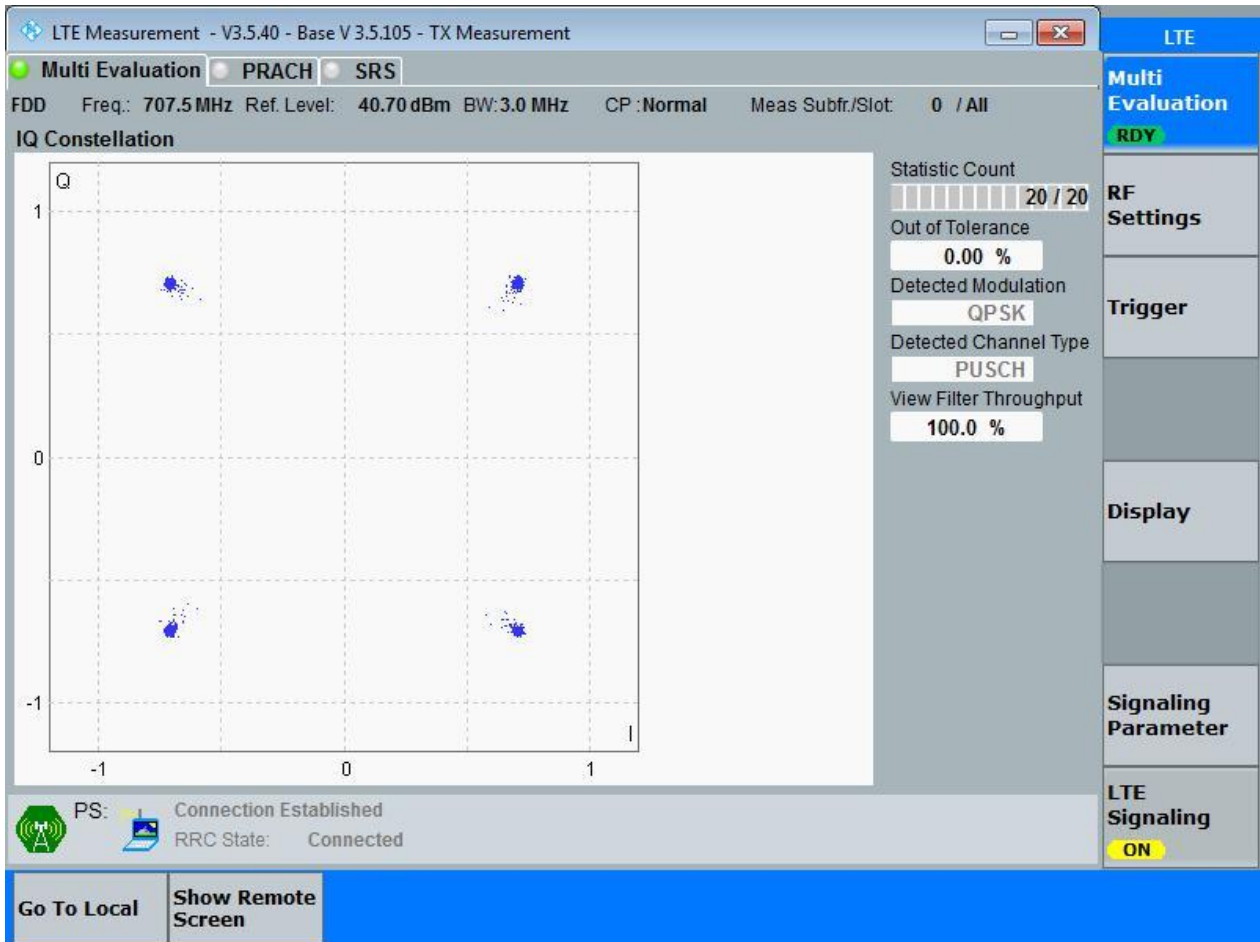 LTE Measurement - V3.5.40 - Base V 3.5.105 - TX Measurement
LTE
Multi Evaluation PRACH SRS
FDD Freq.: 707.5 MHz Ref. Level: 40.70 dBm BW: 3.0 MHz CP : Normal Meas Subfr./Slot: 0 / All
IQ Constellation
Q
1
0
-1
-1 0 1
I
Statistic Count
20 / 20
Out of Tolerance
0.00 %
Detected Modulation
QPSK
Detected Channel Type
PUSCH
View Filter Throughput
100.0 %
Multi
Evaluation
RDY
RF
Settings
Trigger
Display
Signaling
Parameter
LTE
Signaling
ON
PS: Connection Established
RRC State: Connected
Go To Local
Show Remote
Screen